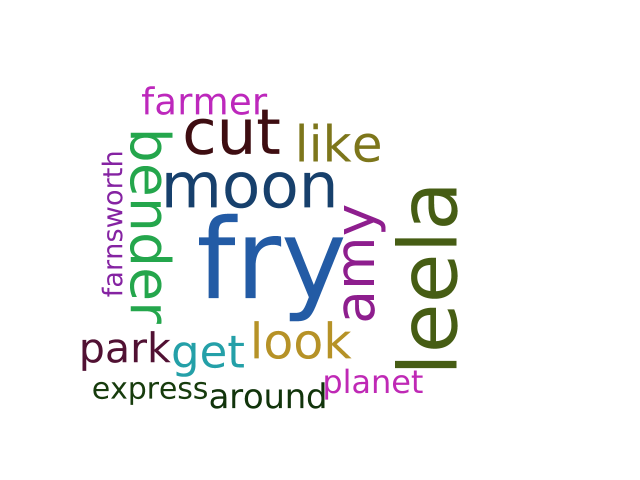 farmer
cut
like
bender
farnsworth
moon
fry
amy
leela
park
get
look
express
around
planet